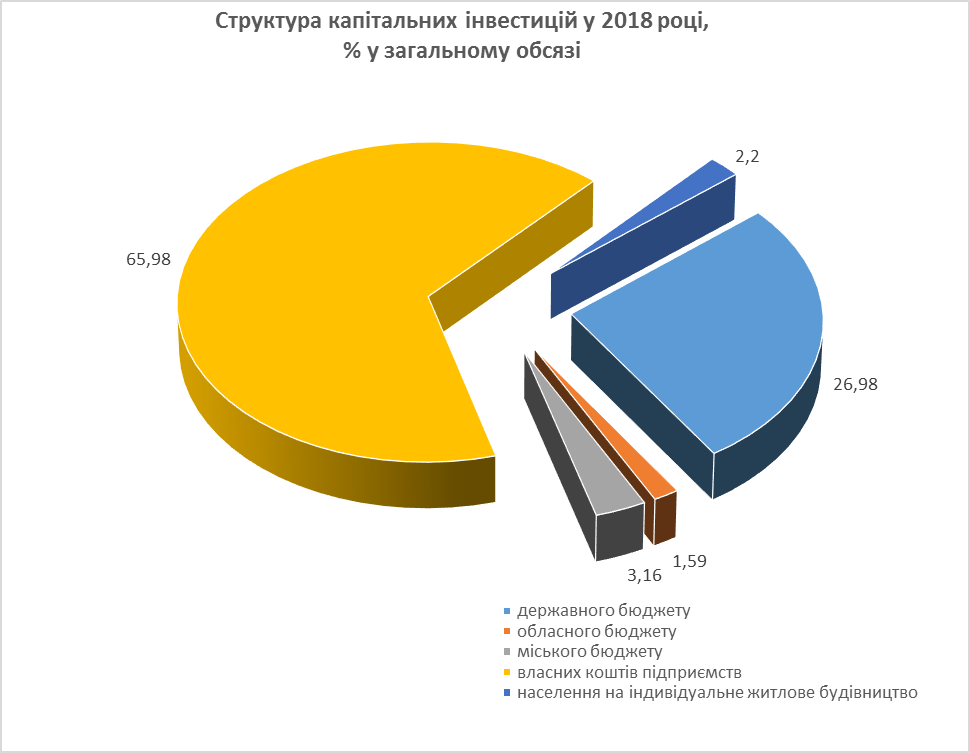 Структура капітальних інвестицій у 2018 році,
% у загальному обсязі
2,2
65,98
26,98
1,59
3,16
державного бюджету
обласного бюджету
міського бюджету
власних коштів підприємств
населення на індивідуальне житлове будівництво